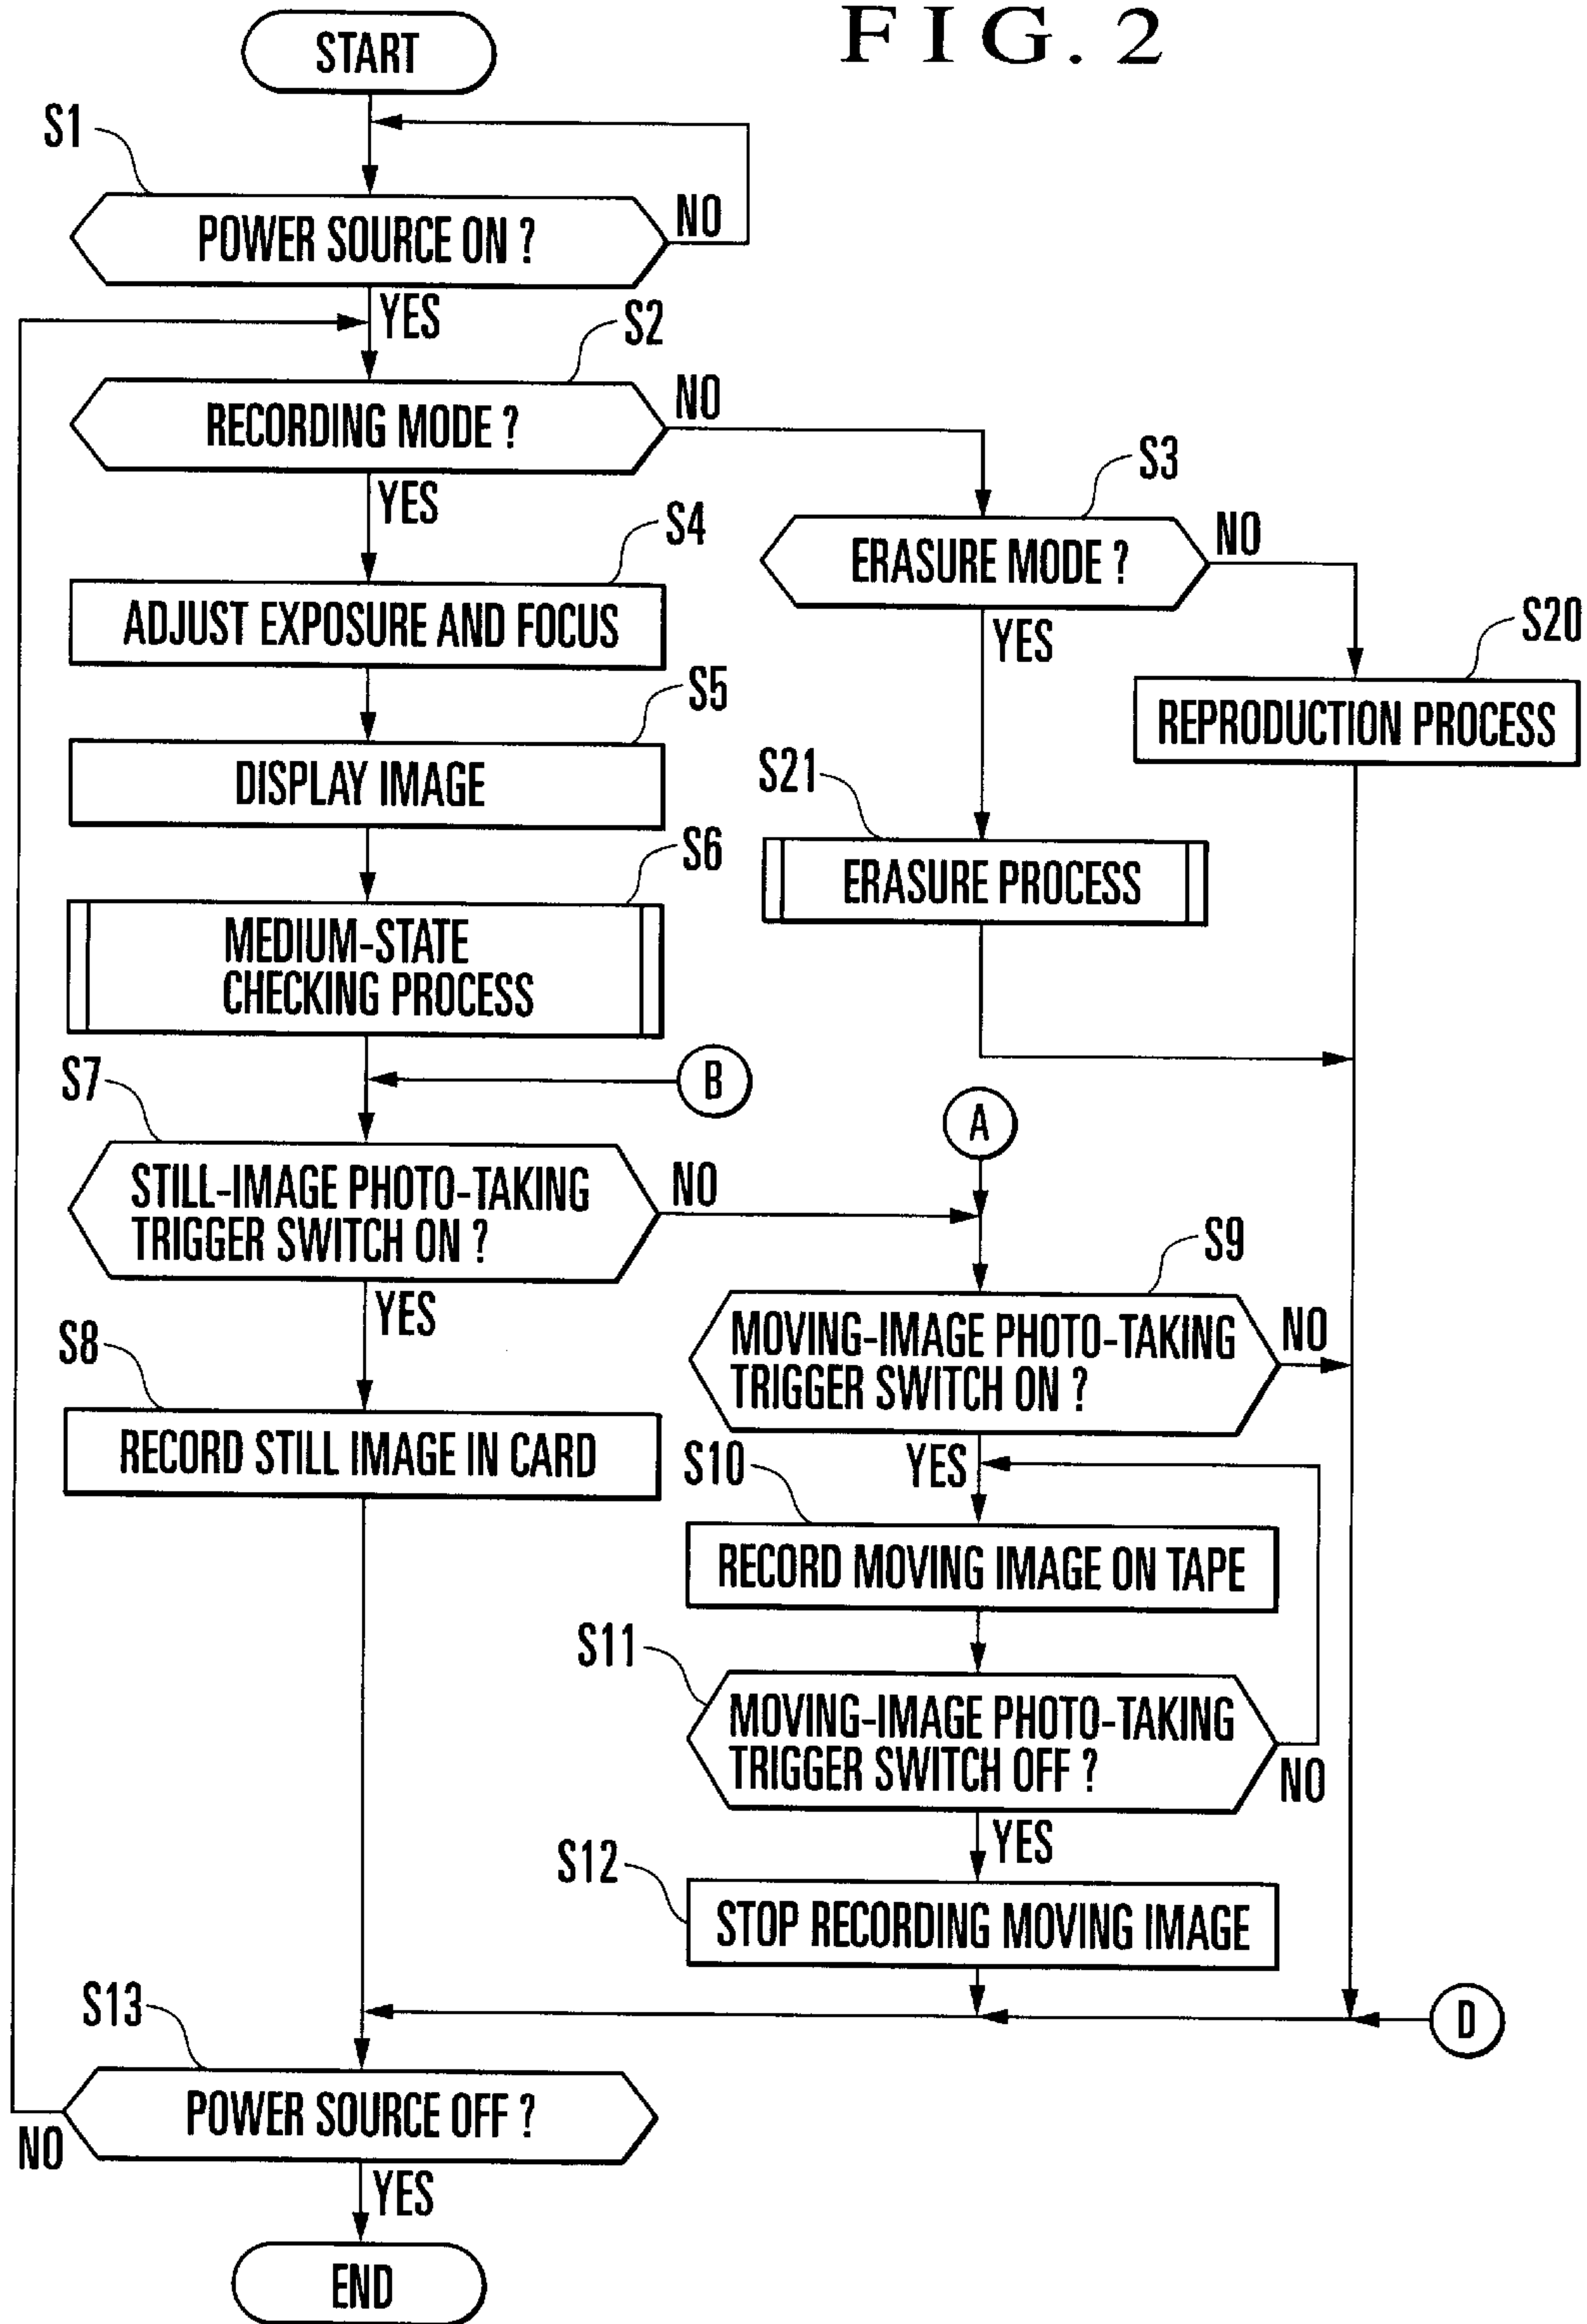 FIG. 2
START
S1
POWER SOURCE ON ?
NO
YES
S2
RECORDING MODE ?
NO
YES
S3
ERASURE MODE ?
NO
YES
S4
ADJUST EXPOSURE AND FOCUS
S20
REPRODUCTION PROCESS
S5
DISPLAY IMAGE
S21
ERASURE PROCESS
S6
MEDIUM-STATE
CHECKING PROCESS
B
S7
STILL-IMAGE PHOTO-TAKING
TRIGGER SWITCH ON ?
NO
YES
A
S9
MOVING-IMAGE PHOTO-TAKING
TRIGGER SWITCH ON ?
NO
YES
S8
RECORD STILL IMAGE IN CARD
S10
RECORD MOVING IMAGE ON TAPE
S11
MOVING-IMAGE PHOTO-TAKING
TRIGGER SWITCH OFF ?
NO
YES
S12
STOP RECORDING MOVING IMAGE
D
S13
POWER SOURCE OFF ?
NO
YES
END